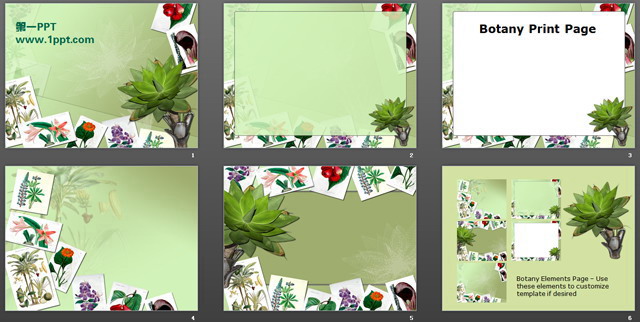 第一PPT
www.1ppt.com
1
2
Botany Print Page
3
4
5
Botany Elements Page – Use
these elements to customize
template if desired
6